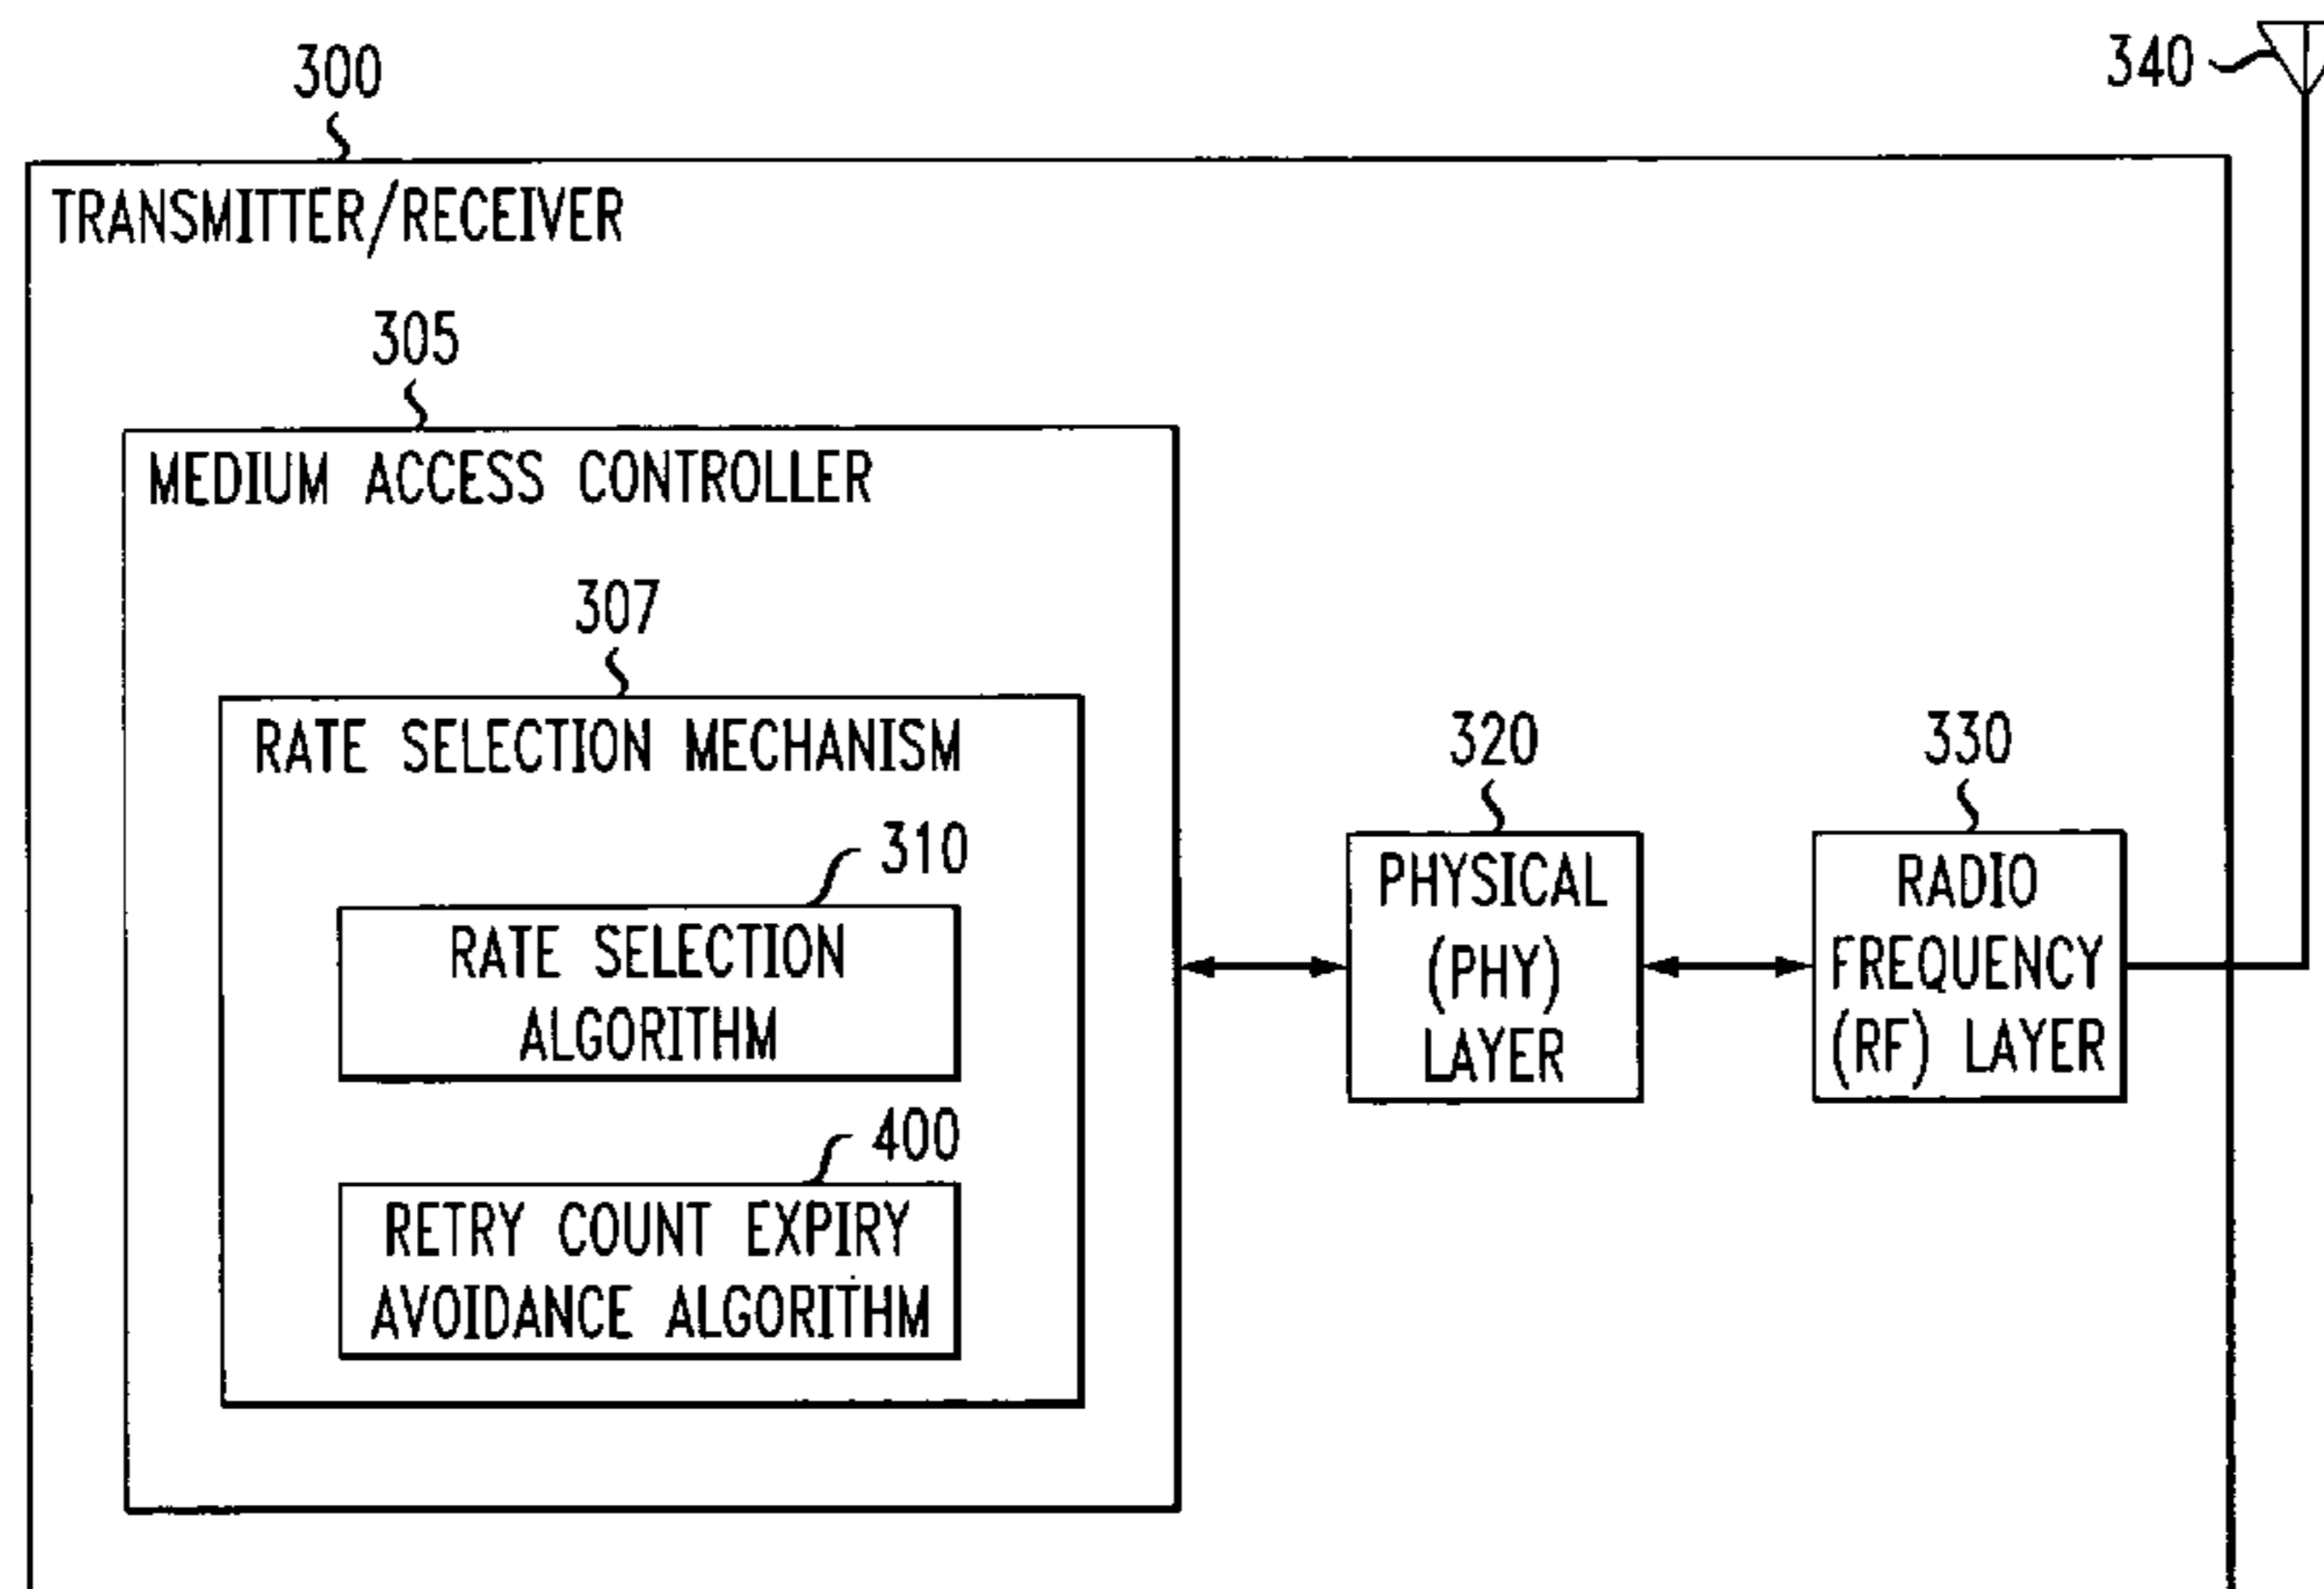 300
340
TRANSMITTER/RECEIVER
305
MEDIUM ACCESS CONTROLLER
307
RATE SELECTION MECHANISM
310
RATE SELECTION
ALGORITHM
400
RETRY COUNT EXPIRY
AVOIDANCE ALGORITHM
320
PHYSICAL
(PHY)
LAYER
330
RADIO
FREQUENCY
(RF) LAYER